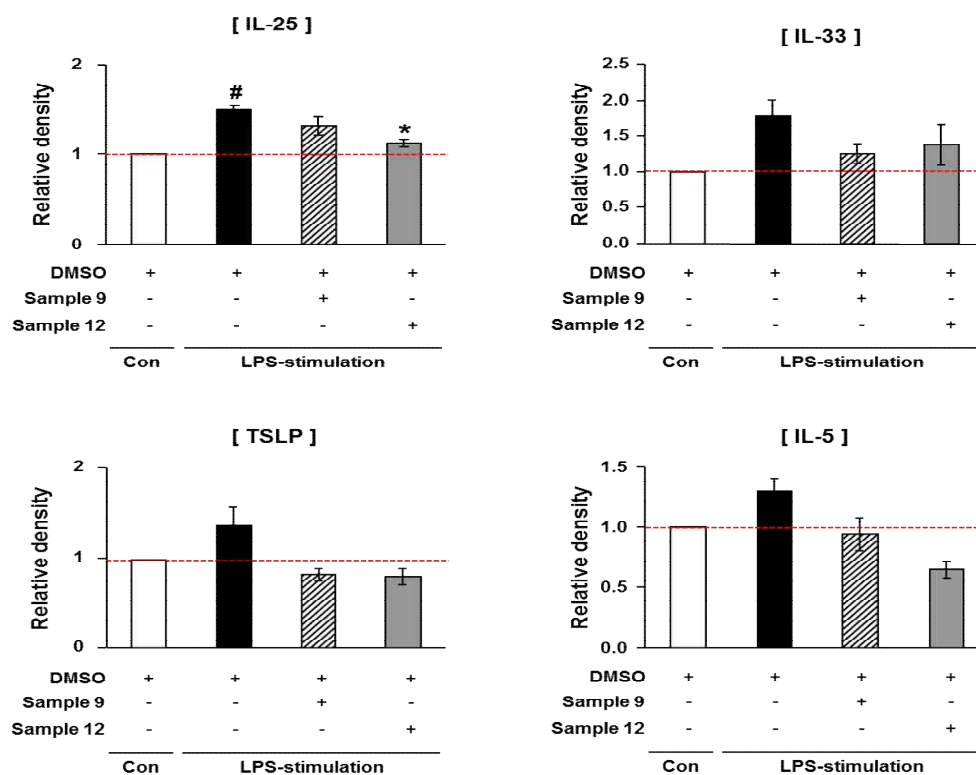 [ IL-25 ]
Relative density
2
#
*
1
0
DMSO + + + +
Sample 9 - - + -
Sample 12 - - - +
Con LPS-stimulation
[ IL-33 ]
Relative density
2.5
2.0
1.5
1.0
0.5
0.0
DMSO + + + +
Sample 9 - - + -
Sample 12 - - - +
Con LPS-stimulation
[ TSLP ]
Relative density
2
1
0
DMSO + + + +
Sample 9 - - + -
Sample 12 - - - +
Con LPS-stimulation
[ IL-5 ]
Relative density
1.5
1.0
0.5
0.0
DMSO + + + +
Sample 9 - - + -
Sample 12 - - - +
Con LPS-stimulation